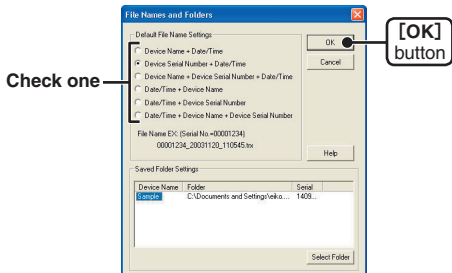 File Names and Folders
Default File Name Settings
Device Name + Date/Time
Device Serial Number + Date/Time
Device Name + Device Serial Number + Date/Time
Date/Time + Device Name
Date/Time + Device Serial Number
Date/Time + Device Name + Device Serial Number
File Name EX: (Serial No.=00001234)
00001234_20031120_110545.trx
OK
Cancel
Help
[OK]
button
Check one
Saved Folder Settings
Device Name Folder Serial
Sample C:\Documents and Settings\eiko.... 1409...
Select Folder